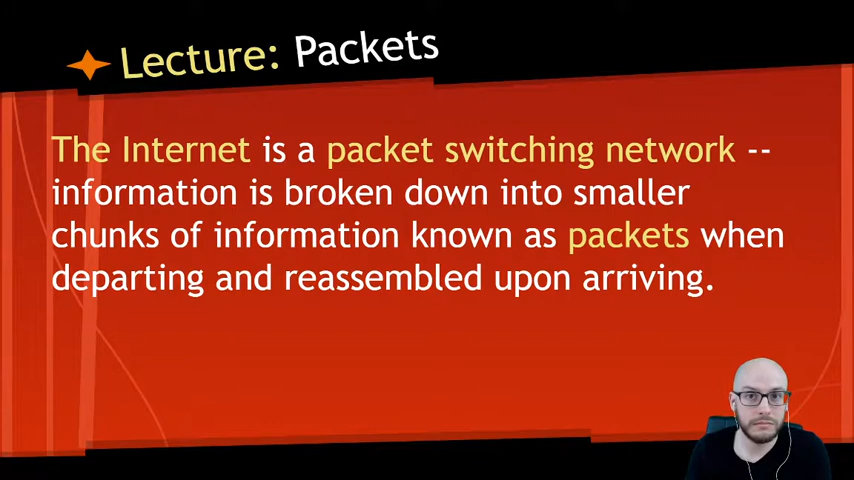 Lecture: Packets
The Internet is a packet switching network --
information is broken down into smaller
chunks of information known as packets when
departing and reassembled upon arriving.